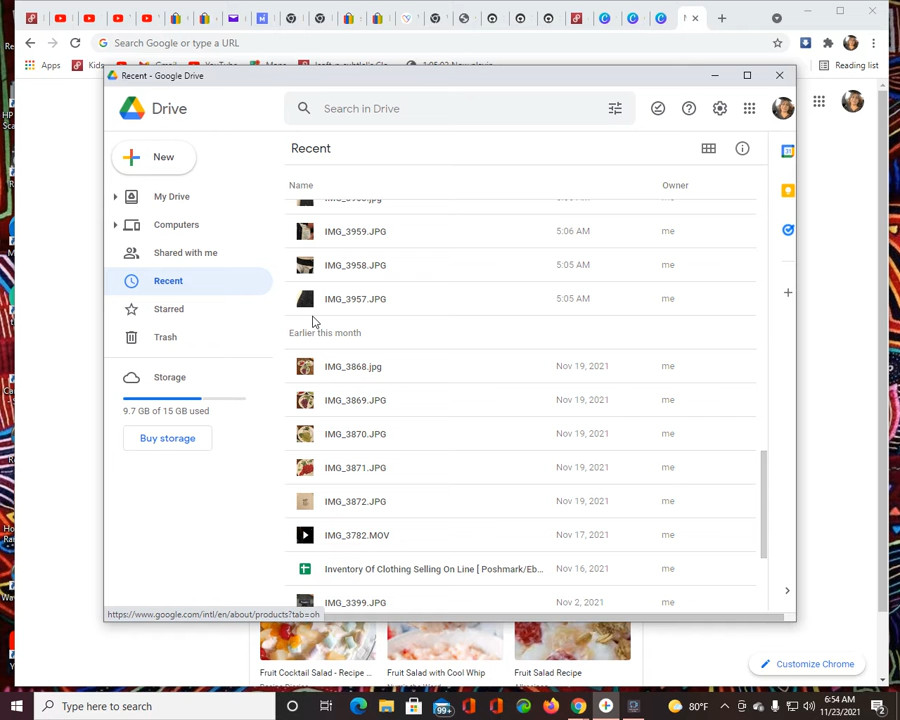 Search Google or type a URL
Apps
Kids
Reading list
Recent - Google Drive
Drive
Search in Drive
New
Recent
Name
Owner
My Drive
IMG_3959.JPG 5:06 AM me
Computers
Shared with me
IMG_3958.JPG 5:05 AM me
Recent
IMG_3957.JPG 5:05 AM me
Starred
Earlier this month
Trash
IMG_3868.jpg Nov 19, 2021 me
Storage
IMG_3869.JPG Nov 19, 2021 me
9.7 GB of 15 GB used
IMG_3870.JPG Nov 19, 2021 me
Buy storage
IMG_3871.JPG Nov 19, 2021 me
IMG_3872.JPG Nov 19, 2021 me
IMG_3782.MOV Nov 17, 2021 me
Inventory Of Clothing Selling On Line [ Poshmark/Eb... Nov 16, 2021 me
IMG_3399.JPG Nov 2, 2021 me
https://www.google.com/intl/en/about/products?tab=oh
Customize Chrome
Fruit Cocktail Salad - Recipe ...
Fruit Salad with Cool Whip
Fruit Salad Recipe
Type here to search
99+
80°F
6:54 AM
11/23/2021